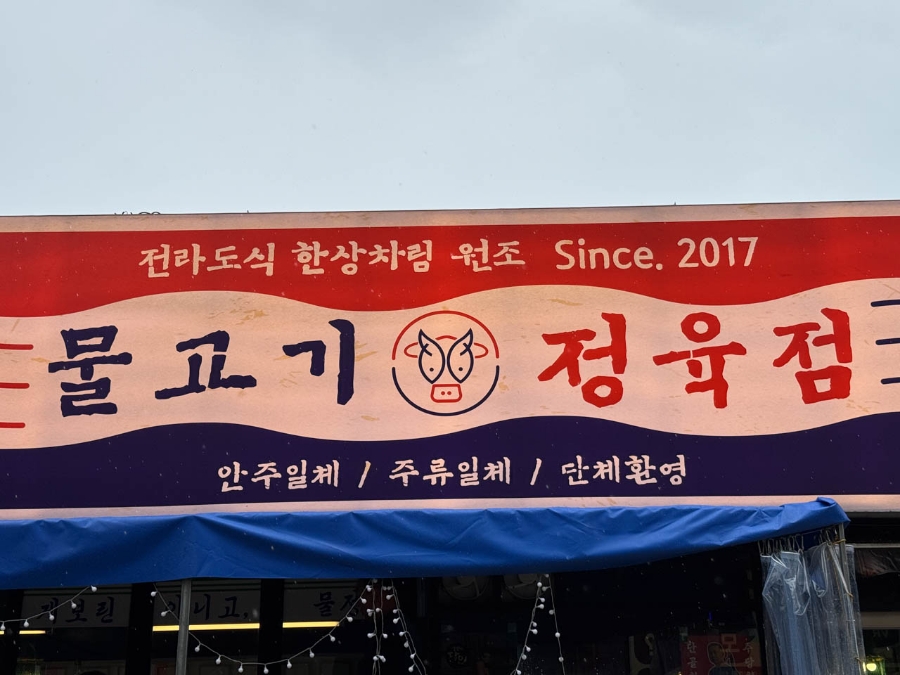 전라도식 한상차림 원조 Since. 2017
물고기 정육점
안주일체 / 주류일체 / 단체환영